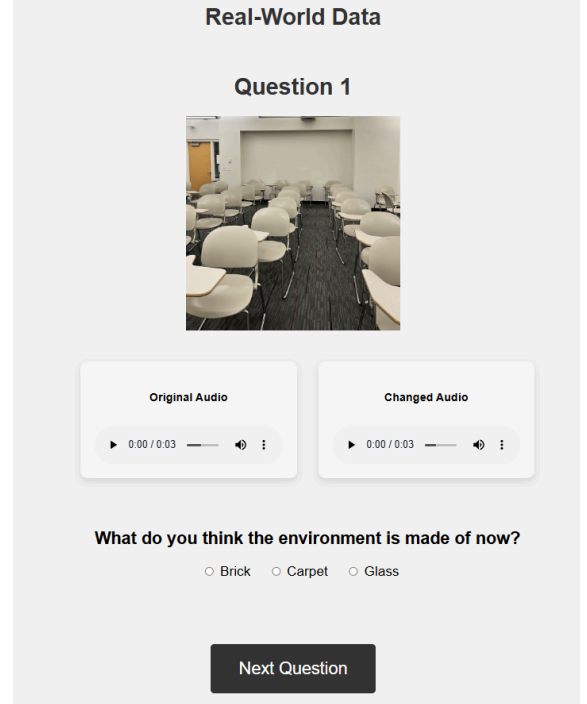 Real-World Data
Question 1
Original Audio
Changed Audio
0:00 / 0:03
0:00 / 0:03
What do you think the environment is made of now?
Brick Carpet Glass
Next Question